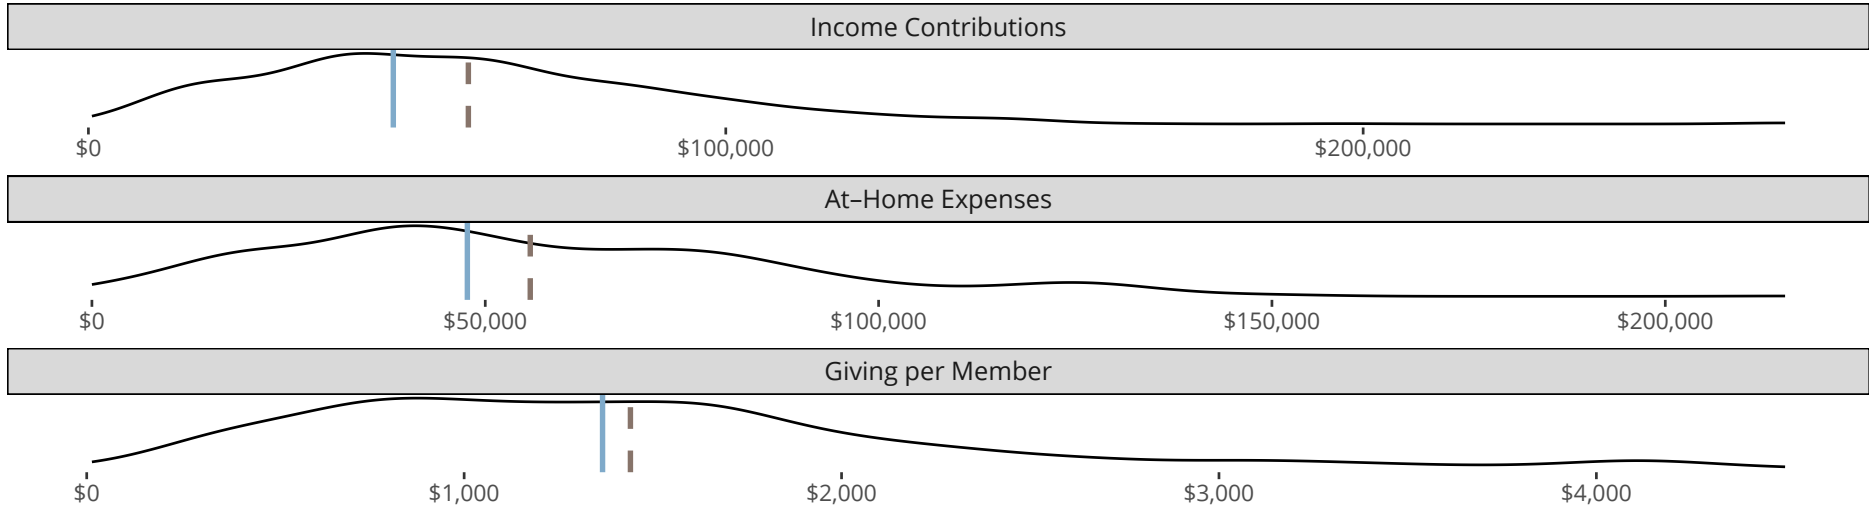 Income Contributions
$0 $100,000 $200,000
At–Home Expenses
$0 $50,000 $100,000 $150,000 $200,000
Giving per Member
$0 $1,000 $2,000 $3,000 $4,000